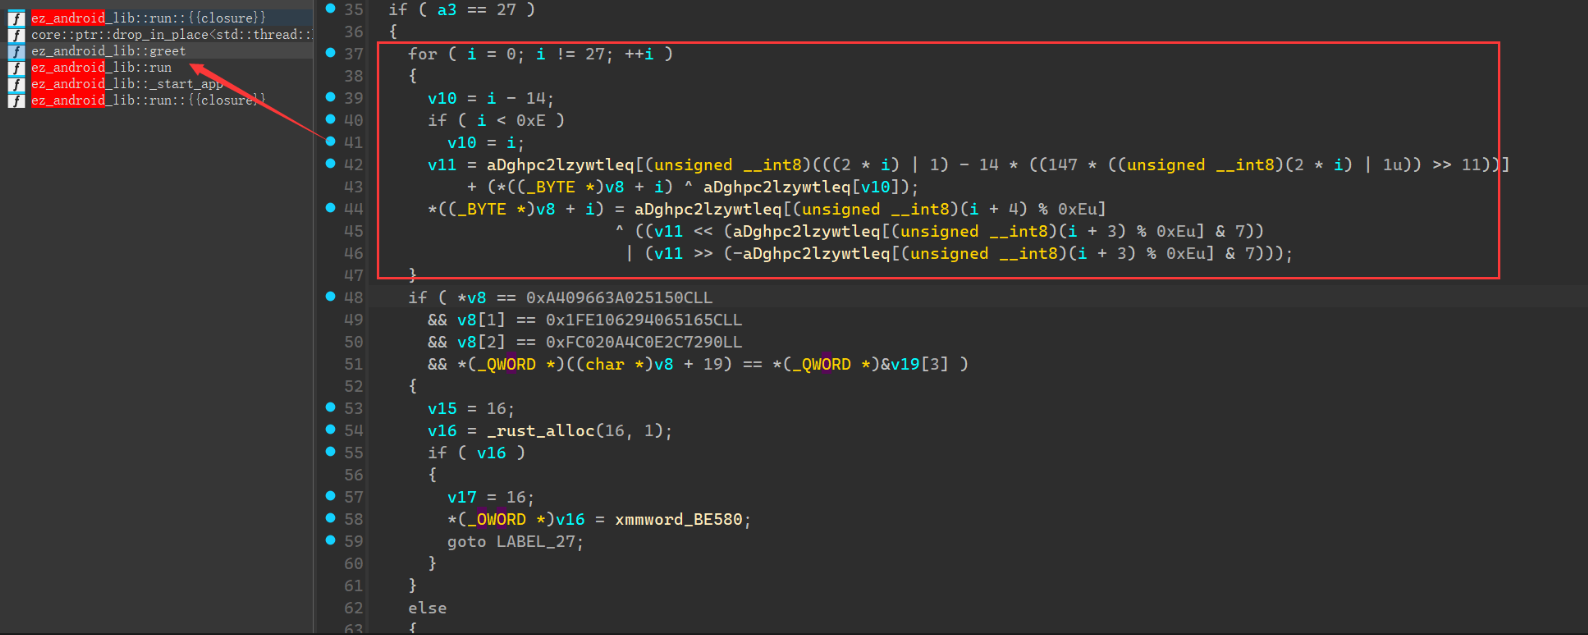 f ez_android_lib::run::{{closure}}
f core::ptr::drop_in_place<std::thread::
f ez_android_lib::greet
f ez_android_lib::run
f ez_android_lib::_start_app
f ez_android_lib::run::{{closure}}
35 if ( a3 == 27 )
36 {
37 for ( i = 0; i != 27; ++i )
38 {
39 v10 = i - 14;
40 if ( i < 0xE )
41 v10 = i;
42 v11 = aDghpc2lzywtleq[(unsigned __int8)(((2 * i) | 1) - 14 * ((147 * ((unsigned __int8)(2 * i) | 1u)) >> 11))]
43 + (*((_BYTE *)v8 + i) ^ aDghpc2lzywtleq[v10]);
44 *((_BYTE *)v8 + i) = aDghpc2lzywtleq[(unsigned __int8)(i + 4) % 0xEu]
45 ^ ((v11 << (aDghpc2lzywtleq[(unsigned __int8)(i + 3) % 0xEu] & 7))
46 | (v11 >> (-aDghpc2lzywtleq[(unsigned __int8)(i + 3) % 0xEu] & 7)));
47 }
48 if ( *v8 == 0xA409663A025150CLL
49 && v8[1] == 0x1FE106294065165CLL
50 && v8[2] == 0xFC020A4C0E2C7290LL
51 && *(_QWORD *)((char *)v8 + 19) == *(_QWORD *)&v19[3] )
52 {
53 v15 = 16;
54 v16 = _rust_alloc(16, 1);
55 if ( v16 )
56 {
57 v17 = 16;
58 *(_OWORD *)v16 = xmmword_BE580;
59 goto LABEL_27;
60 }
61 }
62 else
63 {